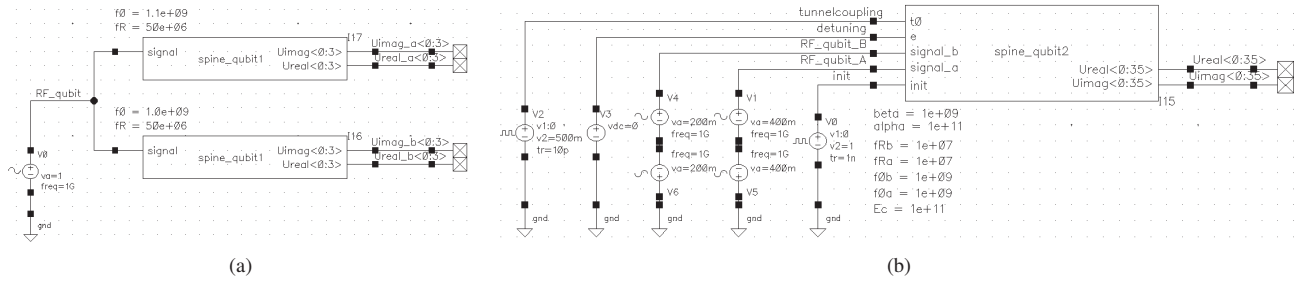 f0 = 1.1e+09
fR = 50e+06
I17
signal
spine_qubit1
Uimag<0:3>
Ureal<0:3>
Uimag_a<0:3>
Ureal_a<0:3>
RF_qubit
f0 = 1.0e+09
fR = 50e+06
I16
signal
spine_qubit1
Uimag<0:3>
Ureal<0:3>
Uimag_b<0:3>
Ureal_b<0:3>
V0
va=1
freq=1G
gnd
(a)
tunnelcoupling
detuning
RF_qubit_B
RF_qubit_A
init
t0
e
signal_b
signal_a
init
spine_qubit2
Ureal<0:35>
Uimag<0:35>
Ureal<0:35>
Uimag<0:35>
I15
V2
v1:0
v2=500m
tr=10p
V3
vdc=0
V4
va=200m
freq=1G
freq=1G
va=200m
V6
V1
va=400m
freq=1G
freq=1G
va=400m
V5
V0
v1:0
v2=1
tr=1n
gnd
gnd
gnd
gnd
gnd
beta = 1e+09
alpha = 1e+11
fRb = 1e+07
fRa = 1e+07
f0b = 1e+09
f0a = 1e+09
Ec = 1e+11
(b)